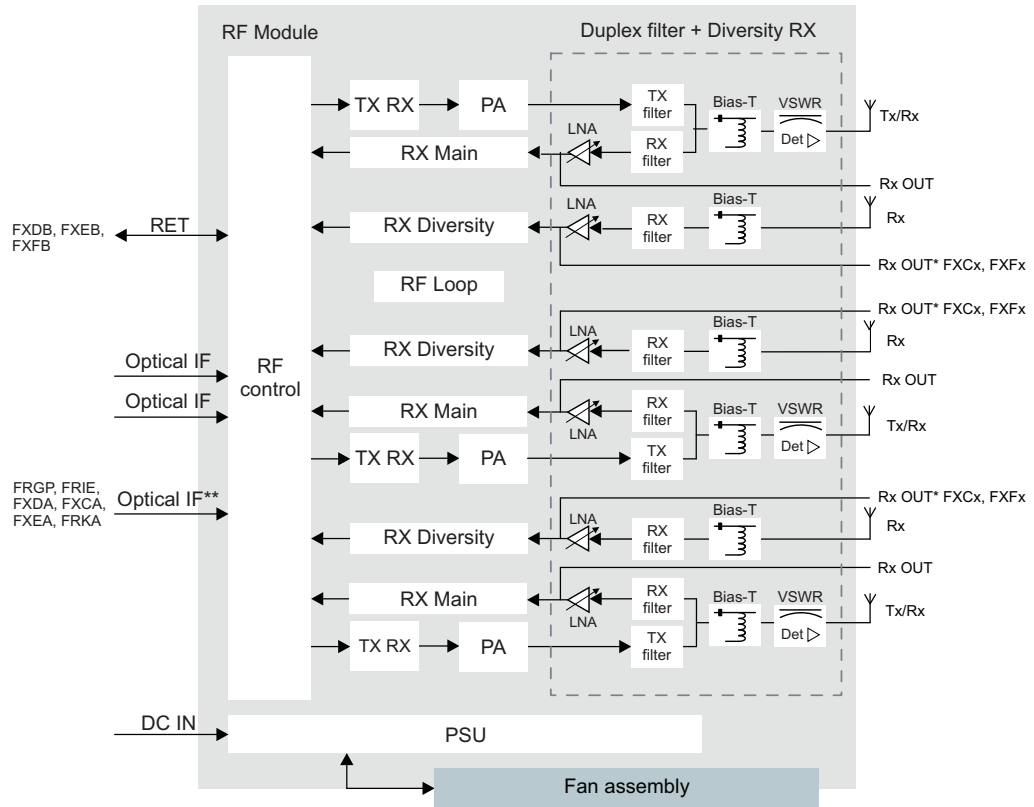 RF Module
Duplex filter + Diversity RX
TX RX
PA
TX
filter
Bias-T
VSWR
Det
Tx/Rx
LNA
RX Main
RX
filter
Rx OUT
FXDB, FXEB,
FXFB
RET
RX Diversity
LNA
RX
filter
Bias-T
Rx
Rx OUT* FXCx, FXFx
RF Loop
Rx OUT* FXCx, FXFx
RX Diversity
LNA
RX
filter
Bias-T
Rx
Optical IF
RF
control
Rx OUT
Optical IF
RX Main
LNA
RX
filter
Bias-T
VSWR
Det
Tx/Rx
TX RX
PA
TX
filter
FRGP, FRIE,
FXDA, FXCA,
FXEA, FRKA
Optical IF**
Rx OUT* FXCx, FXFx
RX Diversity
LNA
RX
filter
Bias-T
Rx
Rx OUT
RX Main
LNA
RX
filter
Bias-T
VSWR
Det
Tx/Rx
TX RX
PA
TX
filter
DC IN
PSU
Fan assembly